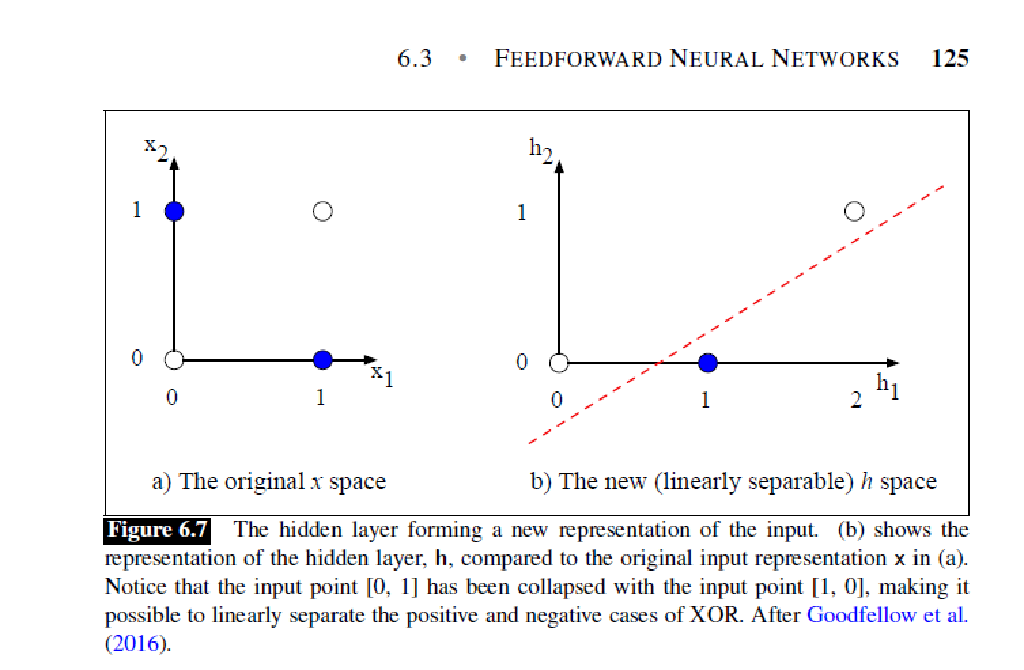 6.3 • FEEDFORWARD NEURAL NETWORKS 125
x2
h2
1
1
0
x1
0
h1
0
1
0
1
2
a) The original x space
b) The new (linearly separable) h space
Figure 6.7 The hidden layer forming a new representation of the input. (b) shows the
representation of the hidden layer, h, compared to the original input representation x in (a).
Notice that the input point [0, 1] has been collapsed with the input point [1, 0], making it
possible to linearly separate the positive and negative cases of XOR. After Goodfellow et al.
(2016).